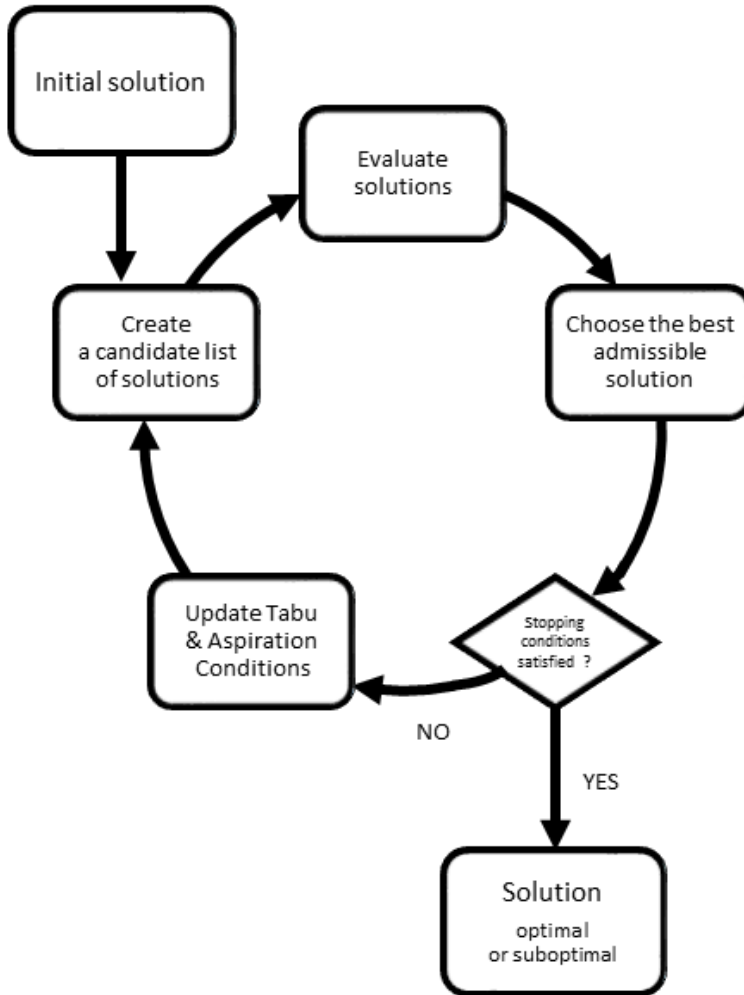 Initial solution
Evaluate
solutions
Create
a candidate list
of solutions
Choose the best
admissible
solution
Update Tabu
& Aspiration
Conditions
Stopping
conditions
satisfied ?
NO
YES
Solution
optimal
or suboptimal